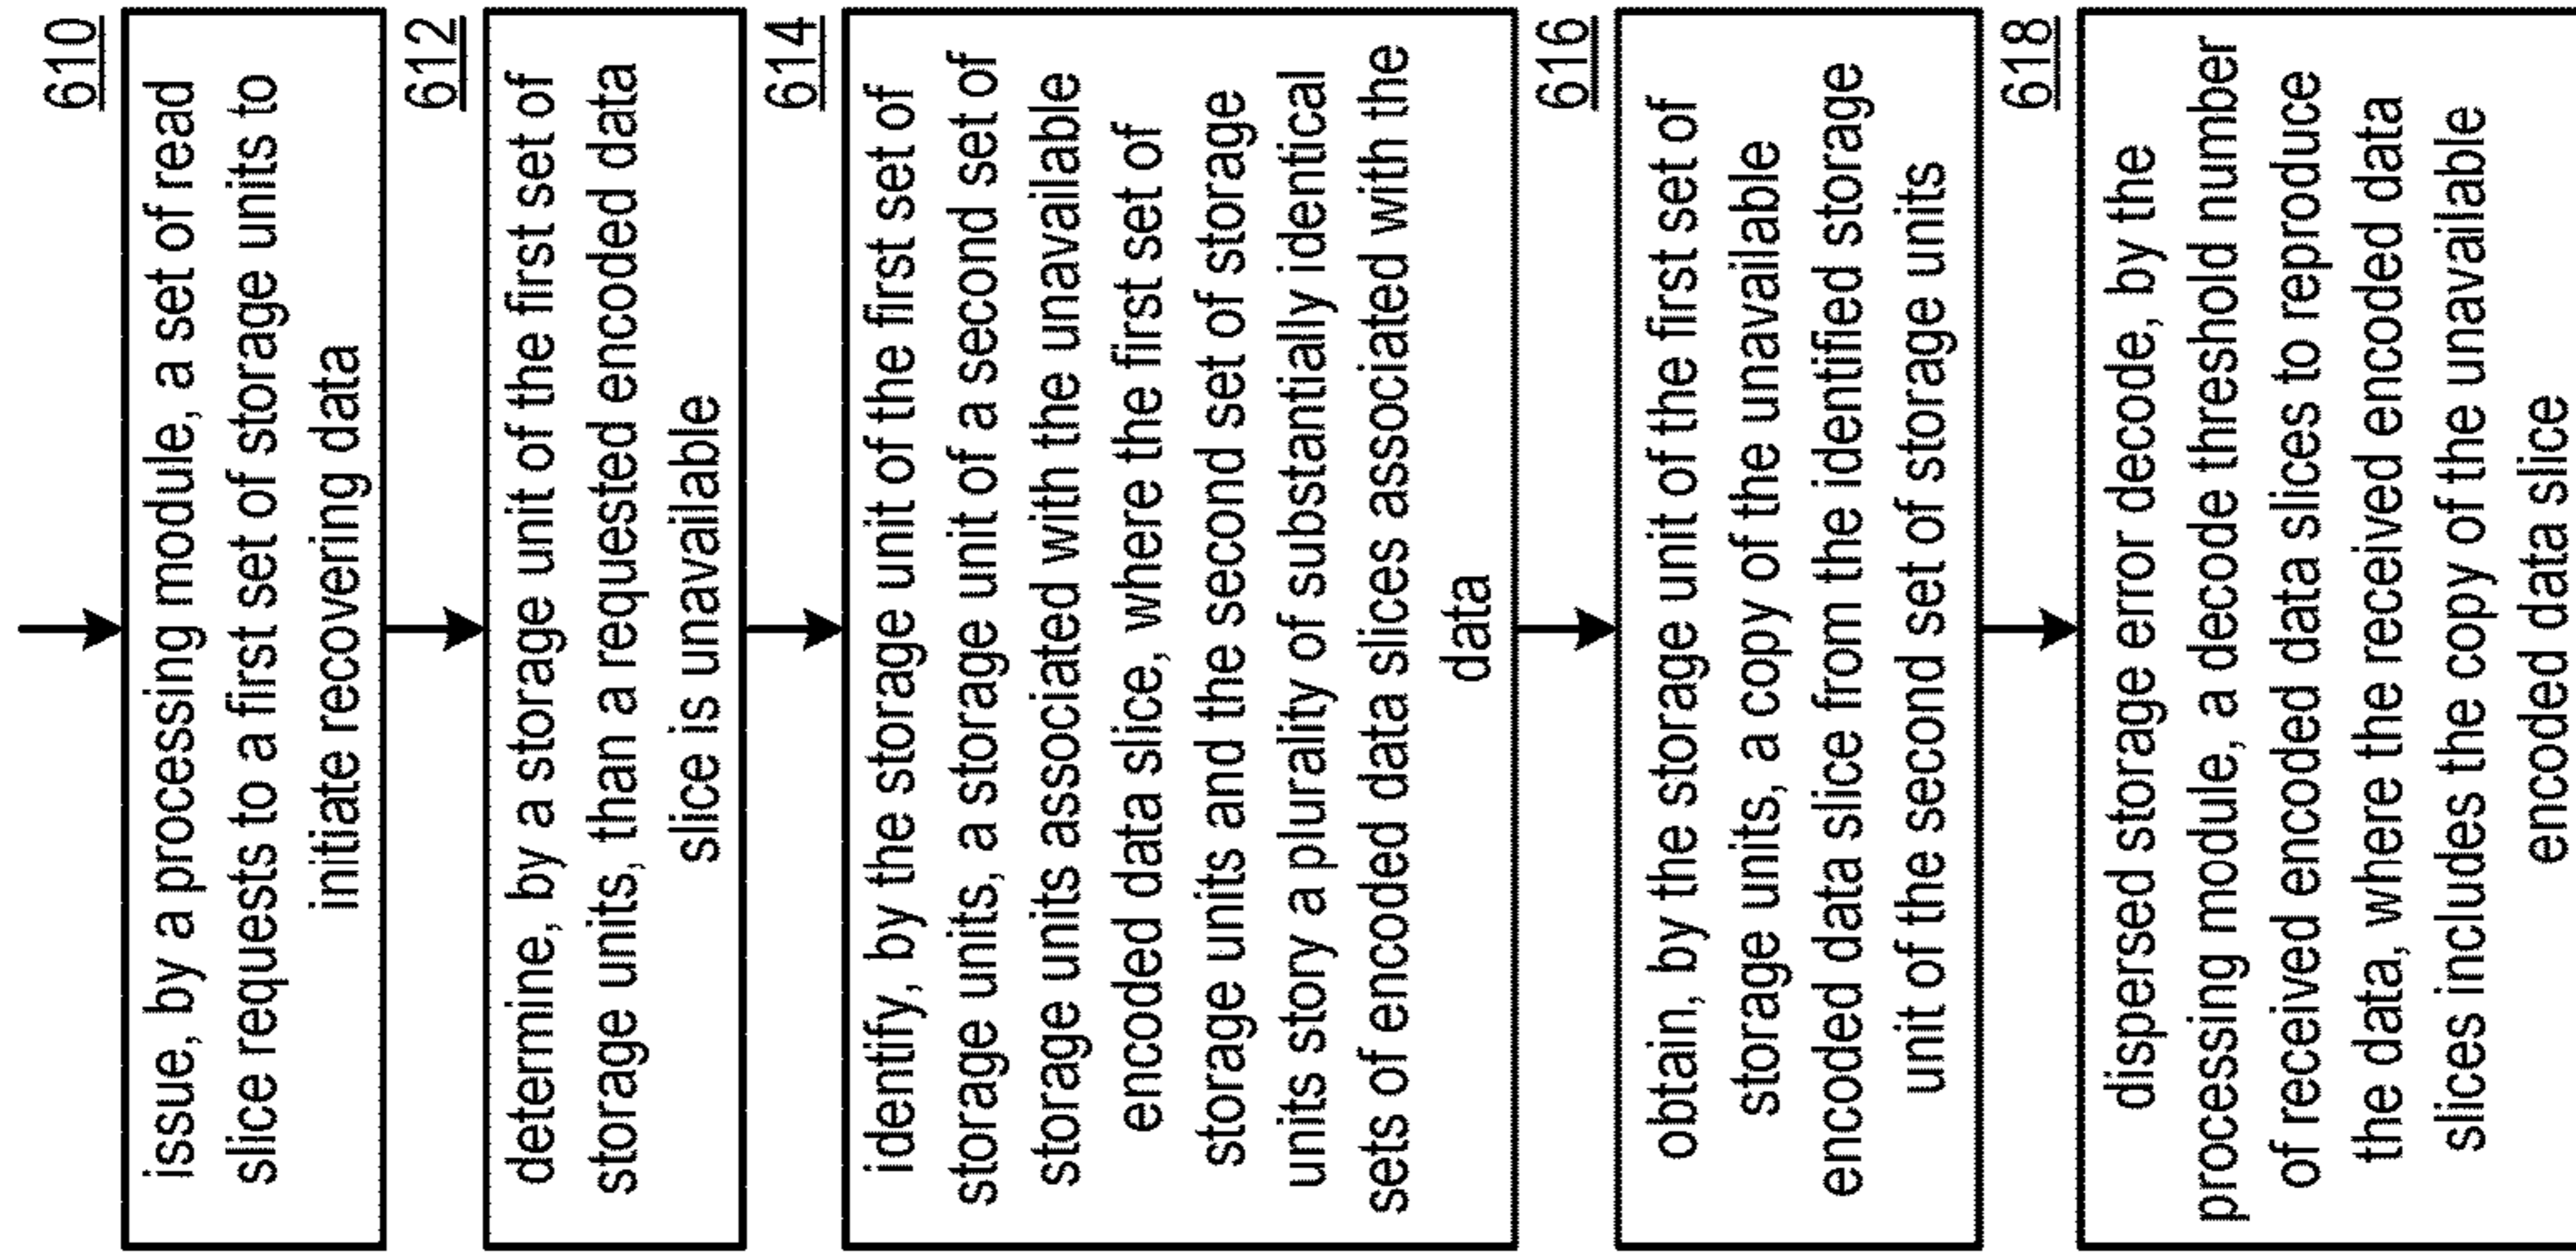 610
issue, by a processing module, a set of read
slice requests to a first set of storage units to
initiate recovering data
612
determine, by a storage unit of the first set of
storage units, than a requested encoded data
slice is unavailable
614
identify, by the storage unit of the first set of
storage units, a storage unit of a second set of
storage units associated with the unavailable
encoded data slice, where the first set of
storage units and the second set of storage
units story a plurality of substantially identical
sets of encoded data slices associated with the
data
616
obtain, by the storage unit of the first set of
storage units, a copy of the unavailable
encoded data slice from the identified storage
unit of the second set of storage units
618
dispersed storage error decode, by the
processing module, a decode threshold number
of received encoded data slices to reproduce
the data, where the received encoded data
slices includes the copy of the unavailable
encoded data slice